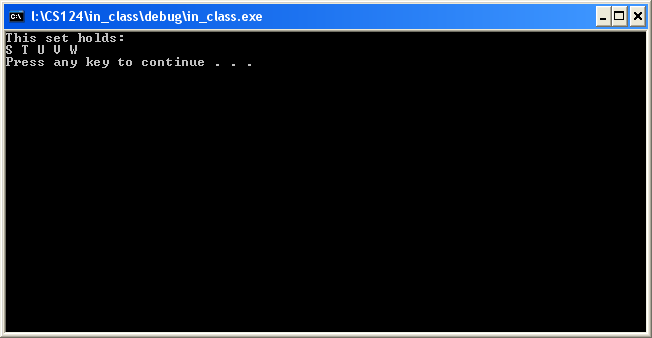 I:\CS124\in_class\debug\in_class.exe
This set holds:
S T U V W
Press any key to continue . . .